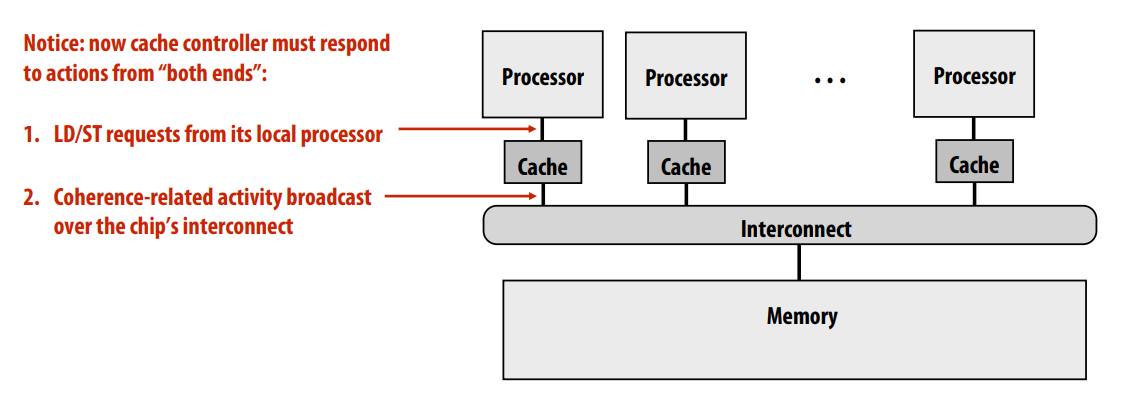 Notice: now cache controller must respond
to actions from “both ends”:
1. LD/ST requests from its local processor
2. Coherence-related activity broadcast
over the chip’s interconnect
Processor
Processor
...
Processor
Cache
Cache
Cache
Interconnect
Memory